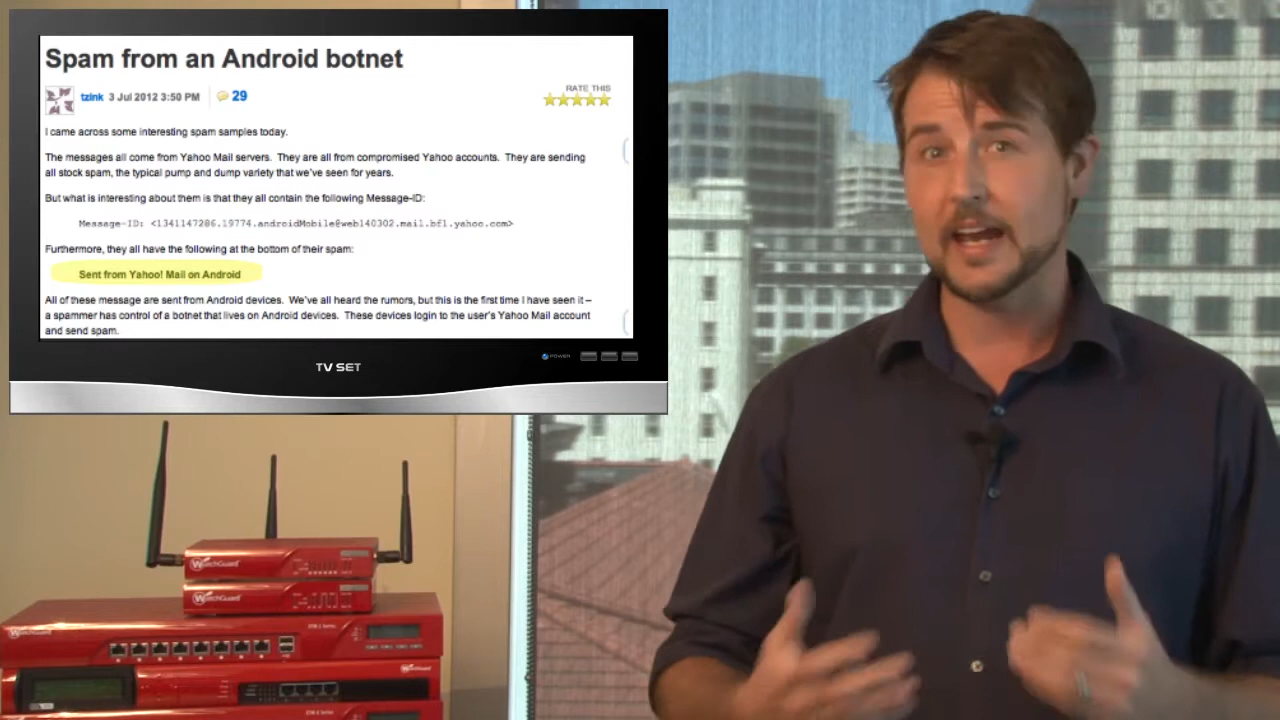 Spam from an Android botnet
tzink 3 Jul 2012 3:50 PM 29
RATE THIS
I came across some interesting spam samples today.
The messages all come from Yahoo Mail servers. They are all from compromised Yahoo accounts. They are sending
all stock spam, the typical pump and dump variety that we've seen for years.
But what is interesting about them is that they all contain the following Message-ID:
Message-ID: <1341147286.19774.androidMobile@web140302.mail.bf1.yahoo.com>
Furthermore, they all have the following at the bottom of their spam:
Sent from Yahoo! Mail on Android
All of these message are sent from Android devices. We've all heard the rumors, but this is the first time I have seen it –
a spammer has control of a botnet that lives on Android devices. These devices login to the user's Yahoo Mail account
and send spam.
POWER
TV SET
WatchGuard
WatchGuard
WatchGuard
WatchGuard